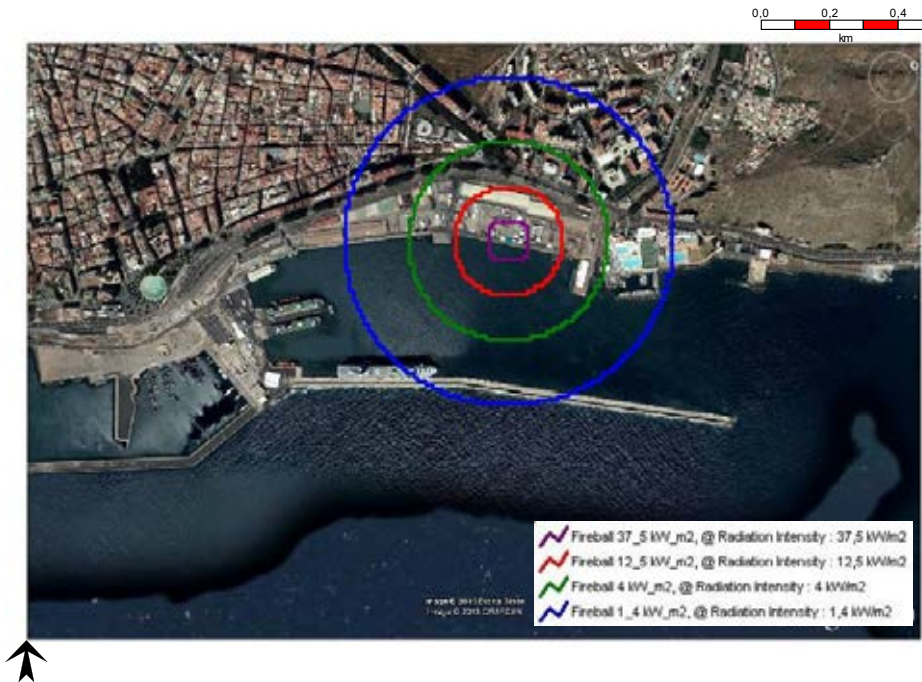 0,0 0,2 0,4
km
Fireball 37_5 kW_m2, @ Radiation Intensity : 37,5 kW/m2
Fireball 12_5 kW_m2, @ Radiation Intensity : 12,5 kW/m2
Fireball 4 kW_m2, @ Radiation Intensity : 4 kW/m2
Fireball 1_4 kW_m2, @ Radiation Intensity : 1,4 kW/m2